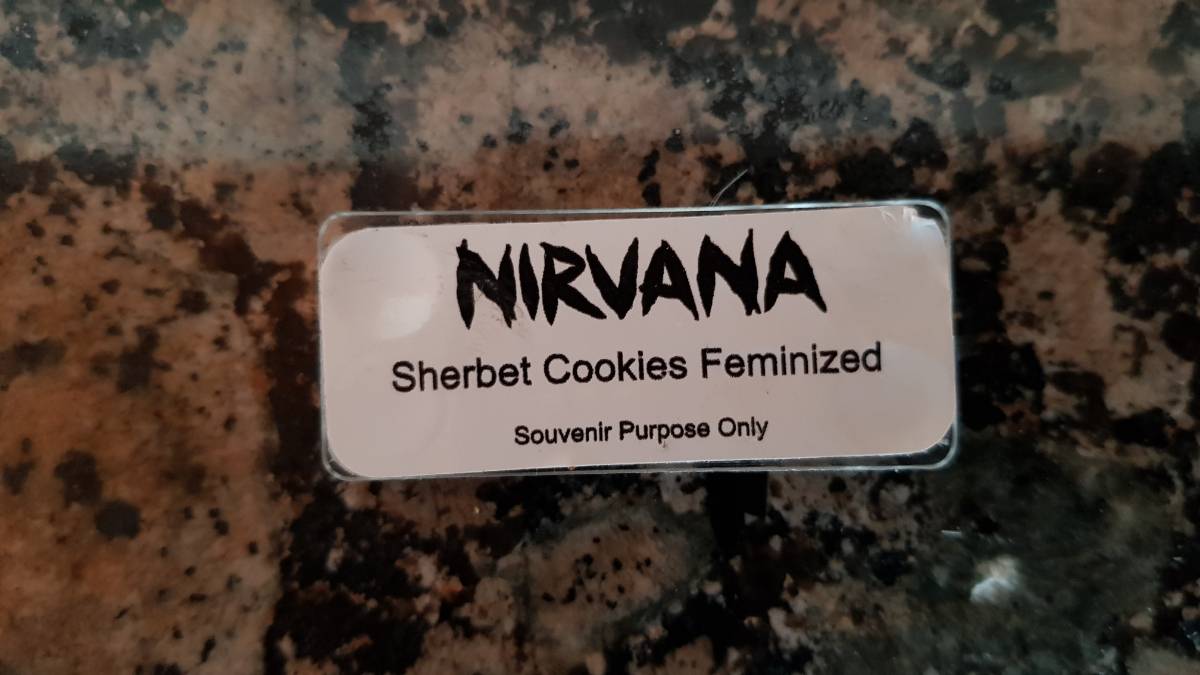 NIRVANA
Sherbet Cookies Feminized
Souvenir Purpose Only